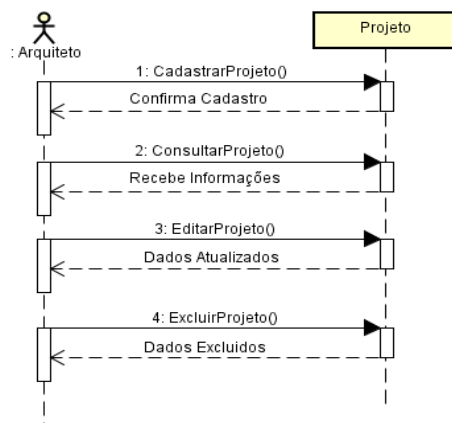 : Arquiteto
Projeto
1: CadastrarProjeto()
Confirma Cadastro
2: ConsultarProjeto()
Recebe Informações
3: EditarProjeto()
Dados Atualizados
4: ExcluirProjeto()
Dados Excluidos